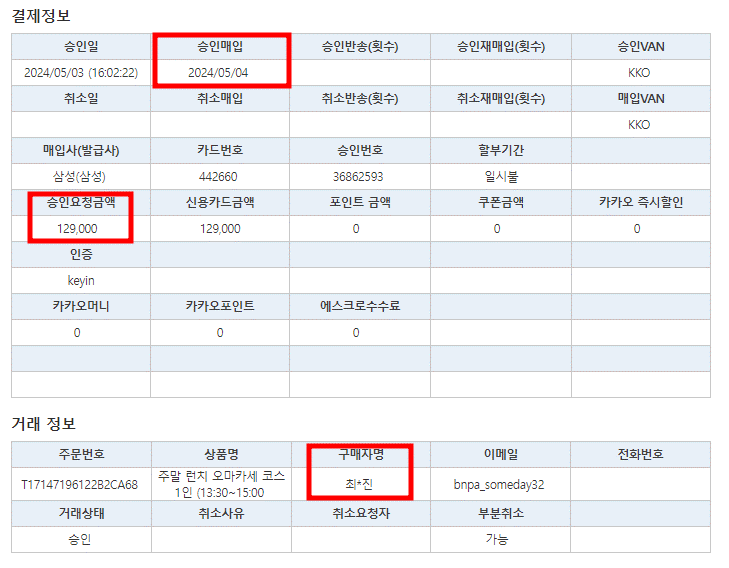 결제정보
승인일 승인매입 승인반송(횟수) 승인재매입(횟수) 승인VAN
2024/05/03 (16:02:22) 2024/05/04 KKO
취소일 취소매입 취소반송(횟수) 취소재매입(횟수) 매입VAN
KKO
매입사(발급사) 카드번호 승인번호 할부기간
삼성(삼성) 442660 36862593 일시불
승인요청금액 신용카드금액 포인트 금액 쿠폰금액 카카오 즉시할인
129,000 129,000 0 0 0
인증
keyin
카카오머니 카카오포인트 에스크로수수료
0 0 0
거래 정보
주문번호 상품명 구매자명 이메일 전화번호
T17147196122B2CA68 주말 런치 오마카세 코스 최*진 bnpa_someday32
1인 (13:30~15:00
거래상태 취소사유 취소요청자 부분취소
승인 가능